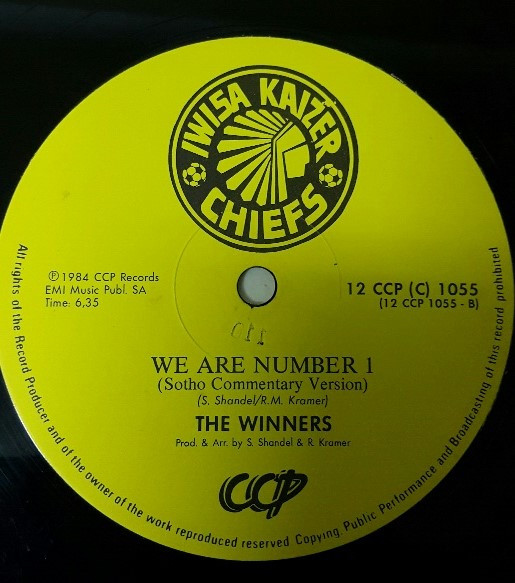 IWISA KAIZER
CHIEFS
℗ 1984 CCP Records
EMI Music Publ. SA
Time: 6,35
12 CCP (C) 1055
(12 CCP 1055 - B)
WE ARE NUMBER 1
(Sotho Commentary Version)
(S. Shandel/R.M. Kramer)
THE WINNERS
Prod. & Arr. by S. Shandel & R. Kramer
CCP
All rights of the Record Producer and of the owner of the work reproduced reserved. Copying, Public Performance and Broadcasting of this record prohibited